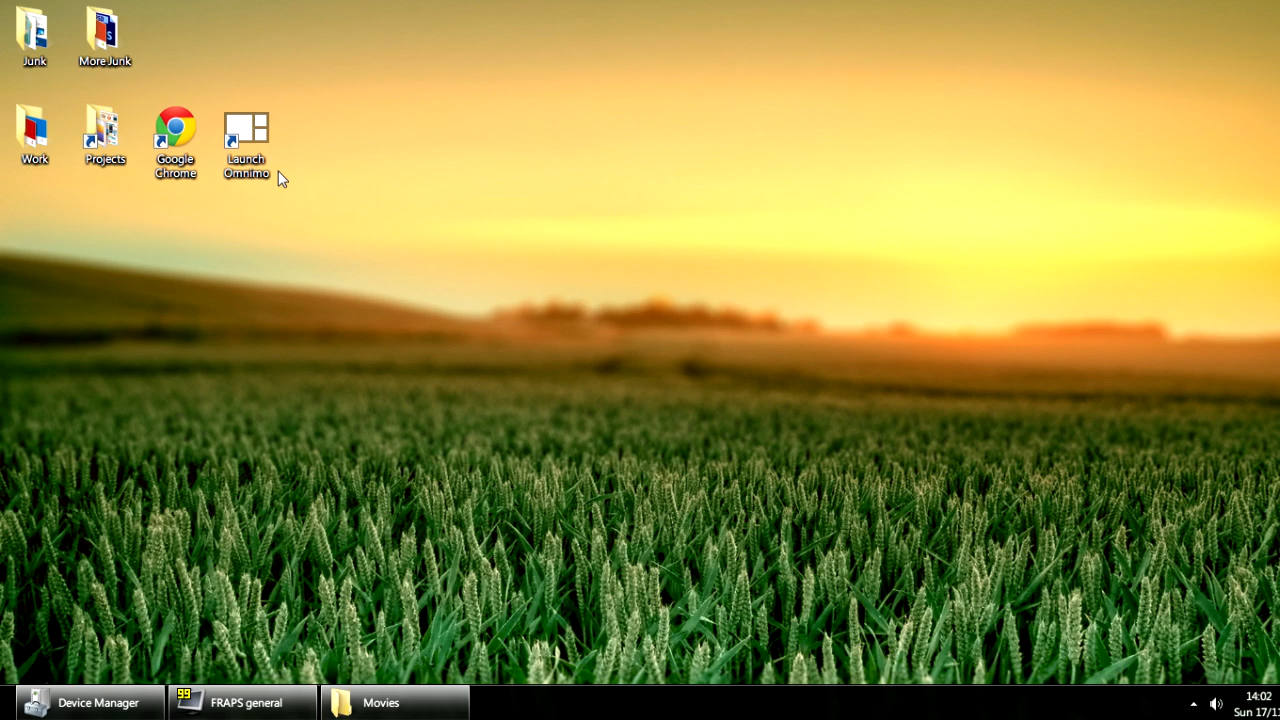 Junk
More Junk
Work
Projects
Google
Chrome
Launch
Omnimo
Device Manager
99
FRAPS general
Movies
14:02
Sun 17/1